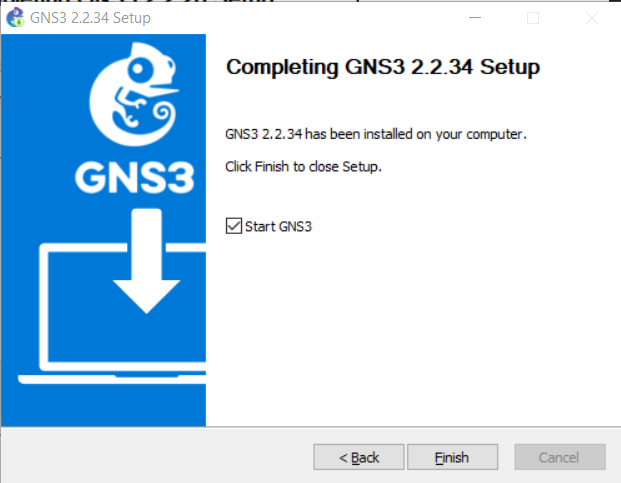 GNS3 2.2.34 Setup
Completing GNS3 2.2.34 Setup
GNS3 2.2.34 has been installed on your computer.
Click Finish to close Setup.
GNS3
Start GNS3
< Back
Finish
Cancel